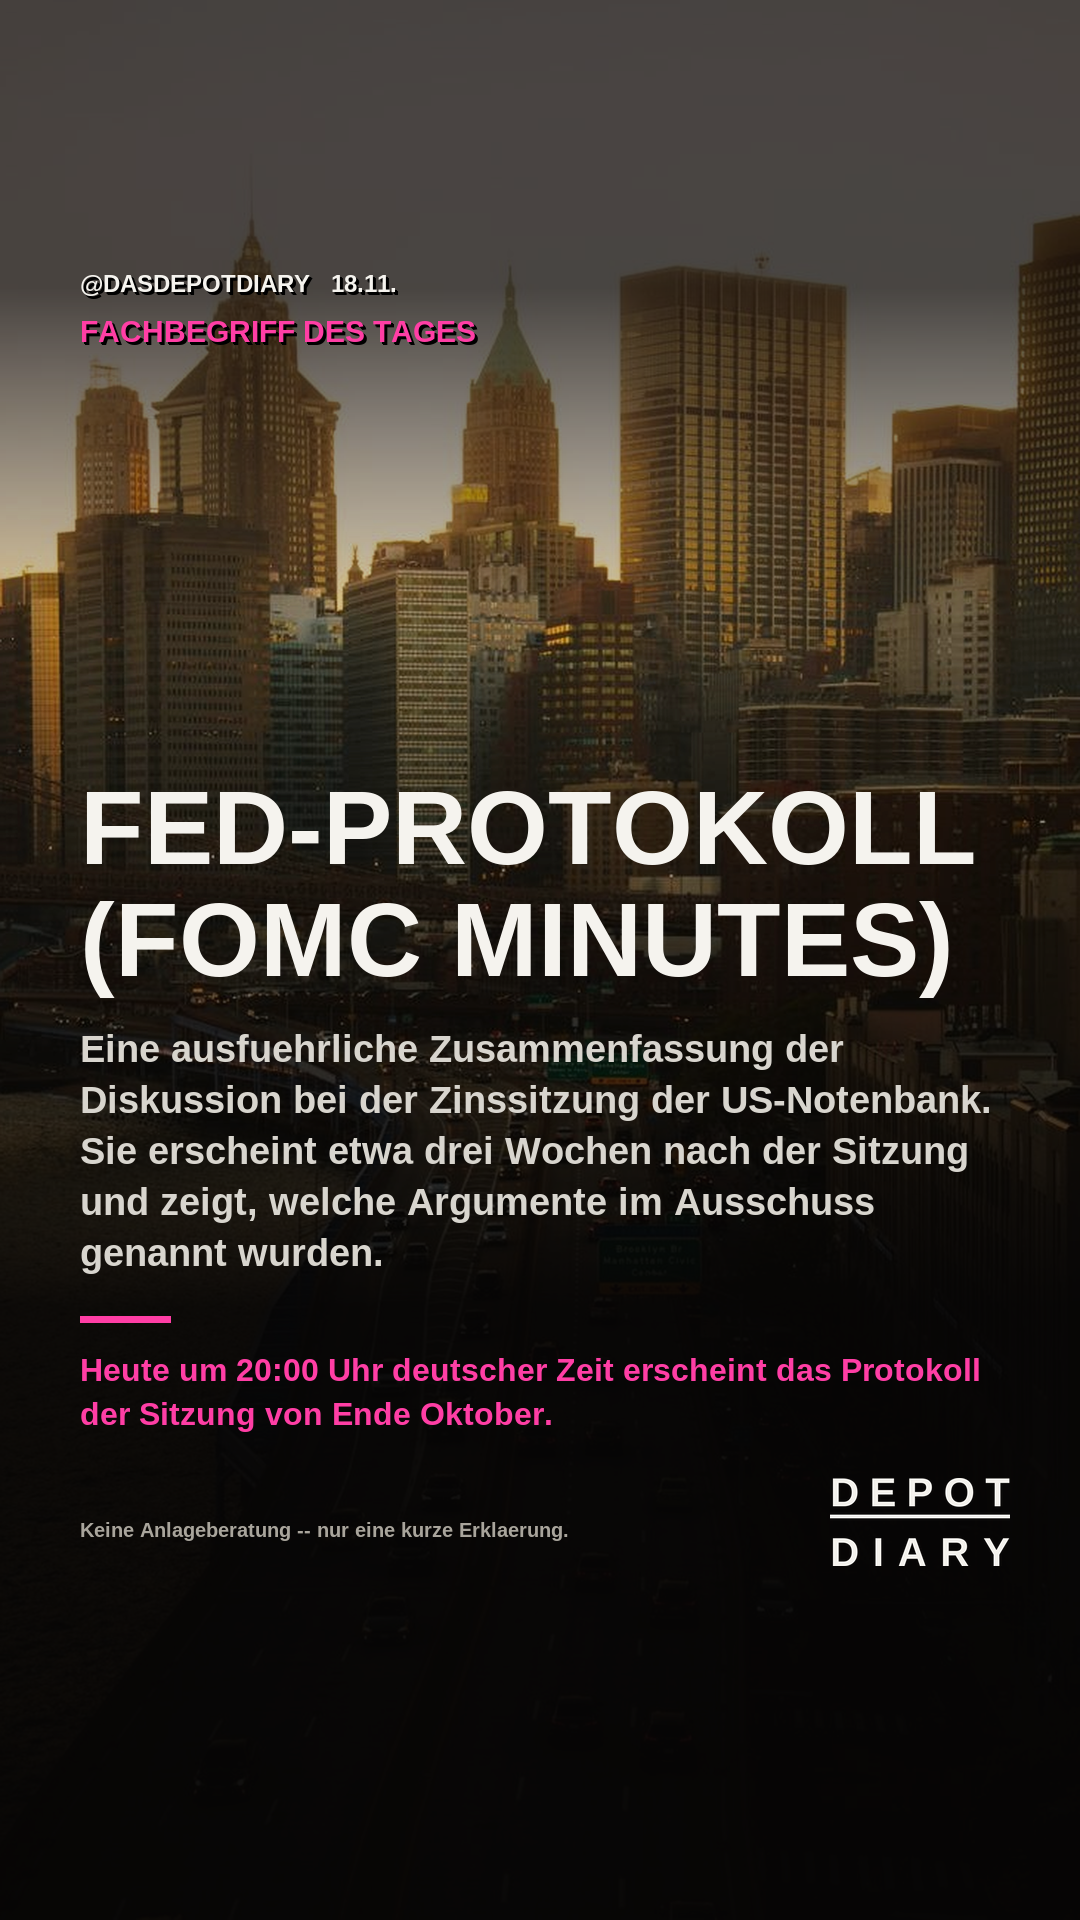 @DASDEPOTDIARY 18.11.
FACHBEGRIFF DES TAGES
FED-PROTOKOLL
(FOMC MINUTES)
Eine ausfuehrliche Zusammenfassung der
Diskussion bei der Zinssitzung der US-Notenbank.
Sie erscheint etwa drei Wochen nach der Sitzung
und zeigt, welche Argumente im Ausschuss
genannt wurden.
Heute um 20:00 Uhr deutscher Zeit erscheint das Protokoll
der Sitzung von Ende Oktober.
Keine Anlageberatung -- nur eine kurze Erklaerung.
DEPOT
DIARY